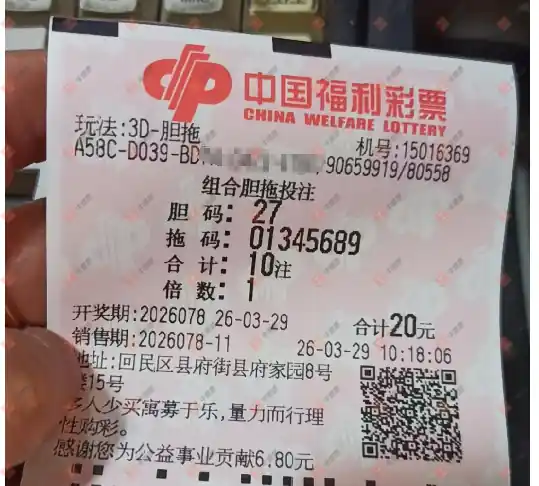 中国福利彩票
CHINA WELFARE LOTTERY
玩法:3D-胆拖
机号:15016369
A58C-D039-BD /90659919/80558
组合胆拖投注
胆 码: 27
拖 码: 01345689
合 计: 10注
倍 数: 1
开奖期:2026078 26-03-29 合计20元
销售期:2026078-11 26-03-29 10:18:06
地址:回民区县府街县府家园8号
楼15号
多人少买寓募于乐,量力而行理
性购彩。
感谢您为公益事业贡献6.80元